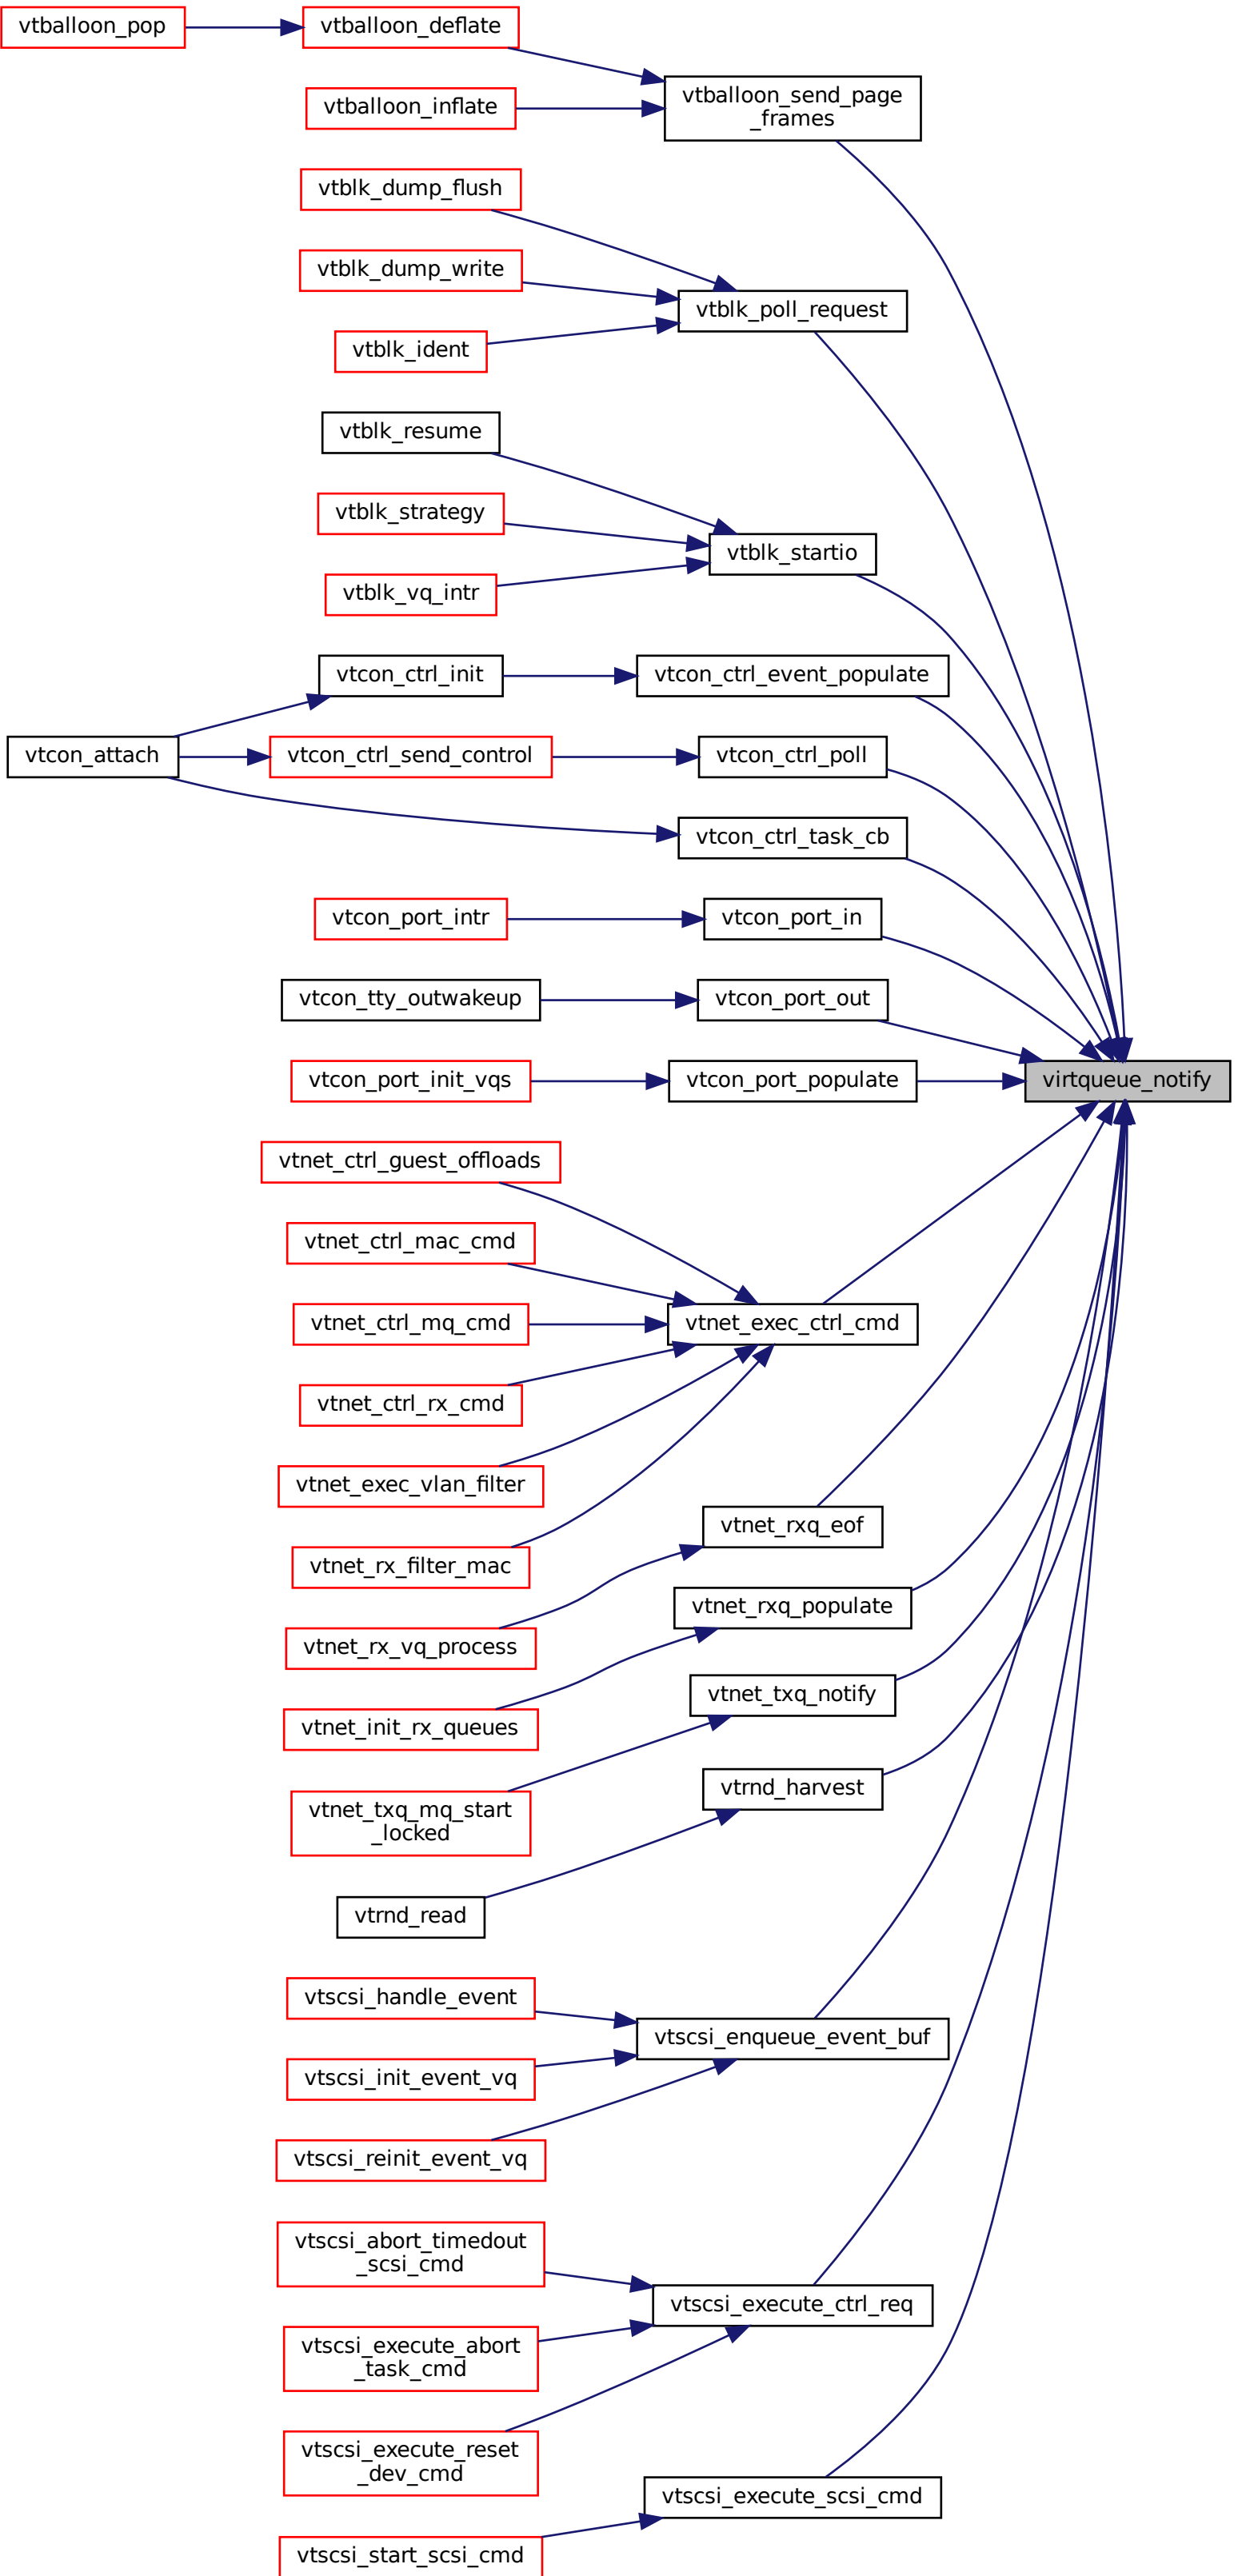 vtballoon_pop
vtballoon_deflate
vtballoon_send_page
_frames
vtballoon_inflate
vtblk_dump_flush
vtblk_dump_write
vtblk_poll_request
vtblk_ident
vtblk_resume
vtblk_strategy
vtblk_startio
vtblk_vq_intr
vtcon_ctrl_init
vtcon_ctrl_event_populate
vtcon_attach
vtcon_ctrl_send_control
vtcon_ctrl_poll
vtcon_ctrl_task_cb
vtcon_port_intr
vtcon_port_in
vtcon_tty_outwakeup
vtcon_port_out
vtcon_port_init_vqs
vtcon_port_populate
virtqueue_notify
vtnet_ctrl_guest_offloads
vtnet_ctrl_mac_cmd
vtnet_ctrl_mq_cmd
vtnet_exec_ctrl_cmd
vtnet_ctrl_rx_cmd
vtnet_exec_vlan_filter
vtnet_rxq_eof
vtnet_rx_filter_mac
vtnet_rxq_populate
vtnet_rx_vq_process
vtnet_txq_notify
vtnet_init_rx_queues
vtrnd_harvest
vtnet_txq_mq_start
_locked
vtrnd_read
vtscsi_handle_event
vtscsi_enqueue_event_buf
vtscsi_init_event_vq
vtscsi_reinit_event_vq
vtscsi_abort_timedout
_scsi_cmd
vtscsi_execute_ctrl_req
vtscsi_execute_abort
_task_cmd
vtscsi_execute_reset
_dev_cmd
vtscsi_execute_scsi_cmd
vtscsi_start_scsi_cmd